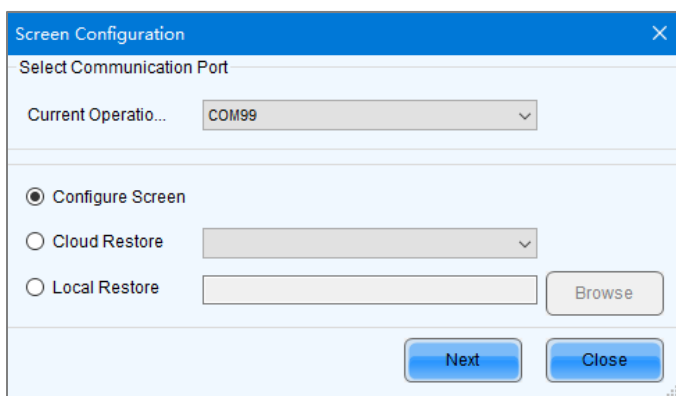 Screen Configuration
Select Communication Port
Current Operatio... COM99
Configure Screen
Cloud Restore
Local Restore Browse
Next Close